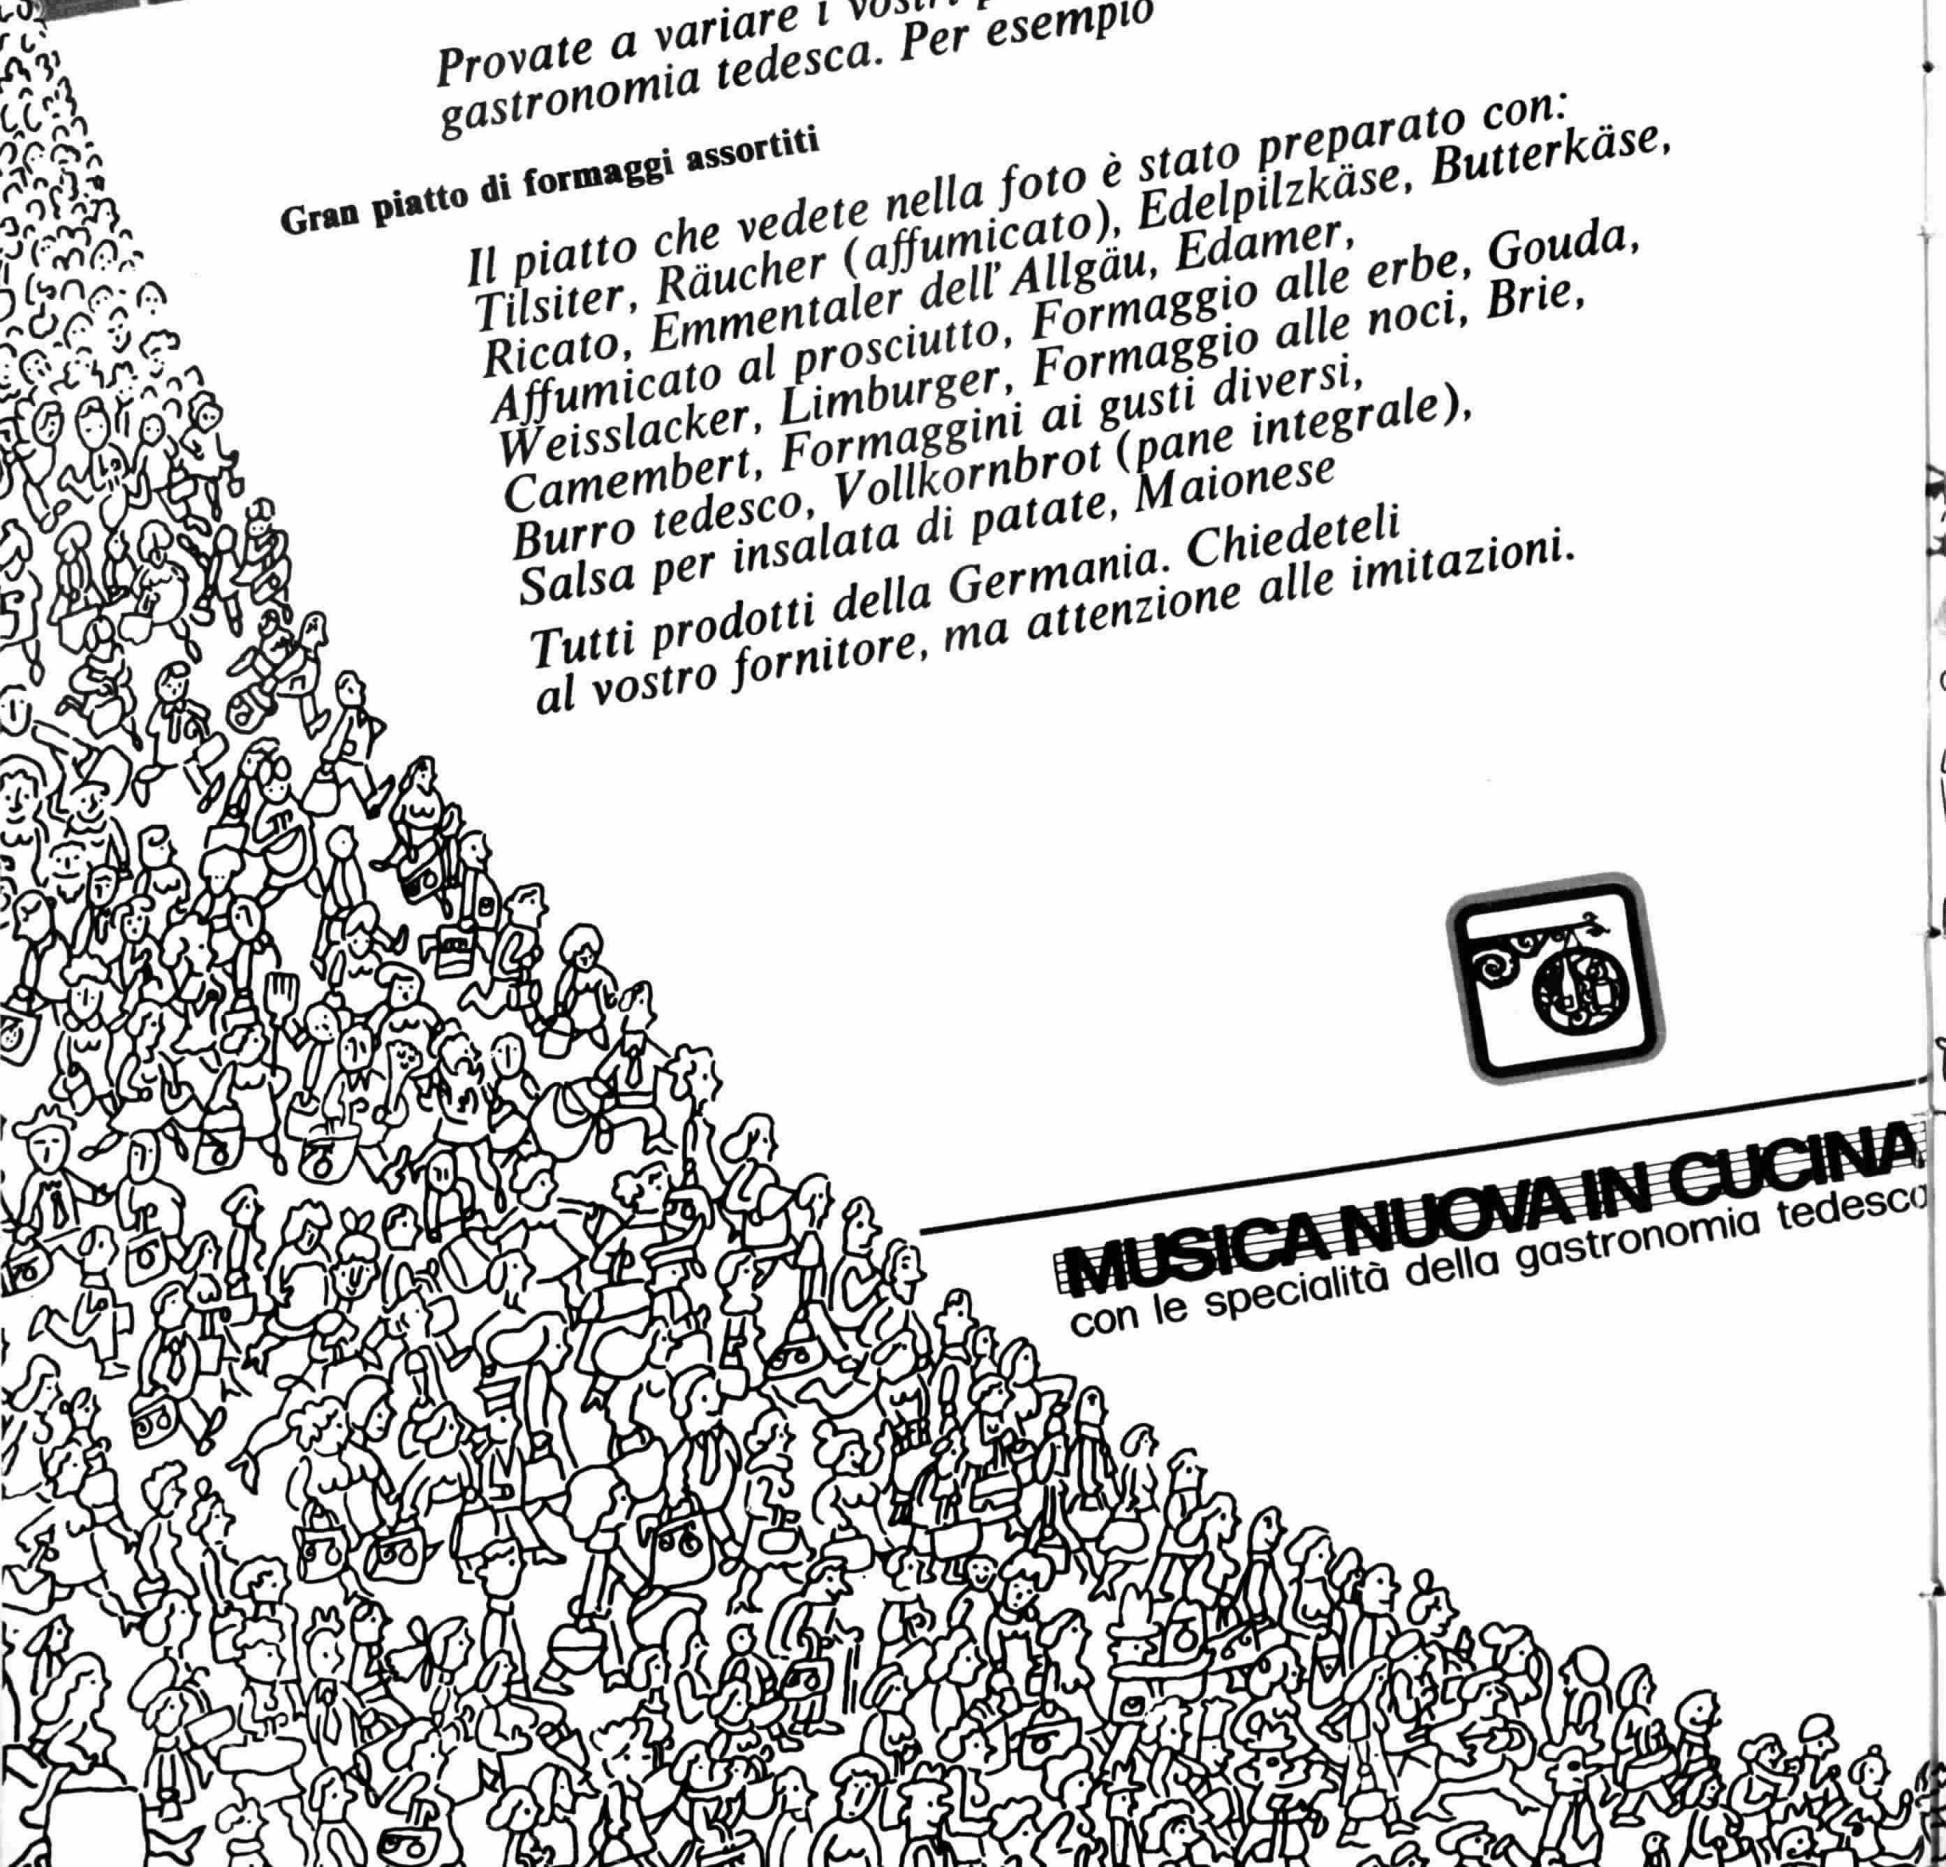 Provate a variare i vostri
gastronomia tedesca. Per esempio
Gran piatto di formaggi assortiti
Il piatto che vedete nella foto è stato preparato con:
Tilsiter, Räucher (affumicato), Edelpilzkäse, Butterkäse,
Ricato, Emmentaler dell'Allgäu, Edamer,
Affumicato al prosciutto, Formaggio alle erbe, Gouda,
Weisslacker, Limburger, Formaggio alle noci, Brie,
Camembert, Formaggini ai gusti diversi,
Burro tedesco, Vollkornbrot (pane integrale),
Salsa per insalata di patate, Maionese
Tutti prodotti della Germania. Chiedeteli
al vostro fornitore, ma attenzione alle imitazioni.
MUSICA NUOVA IN CUCINA
con le specialità della gastronomia tedesca